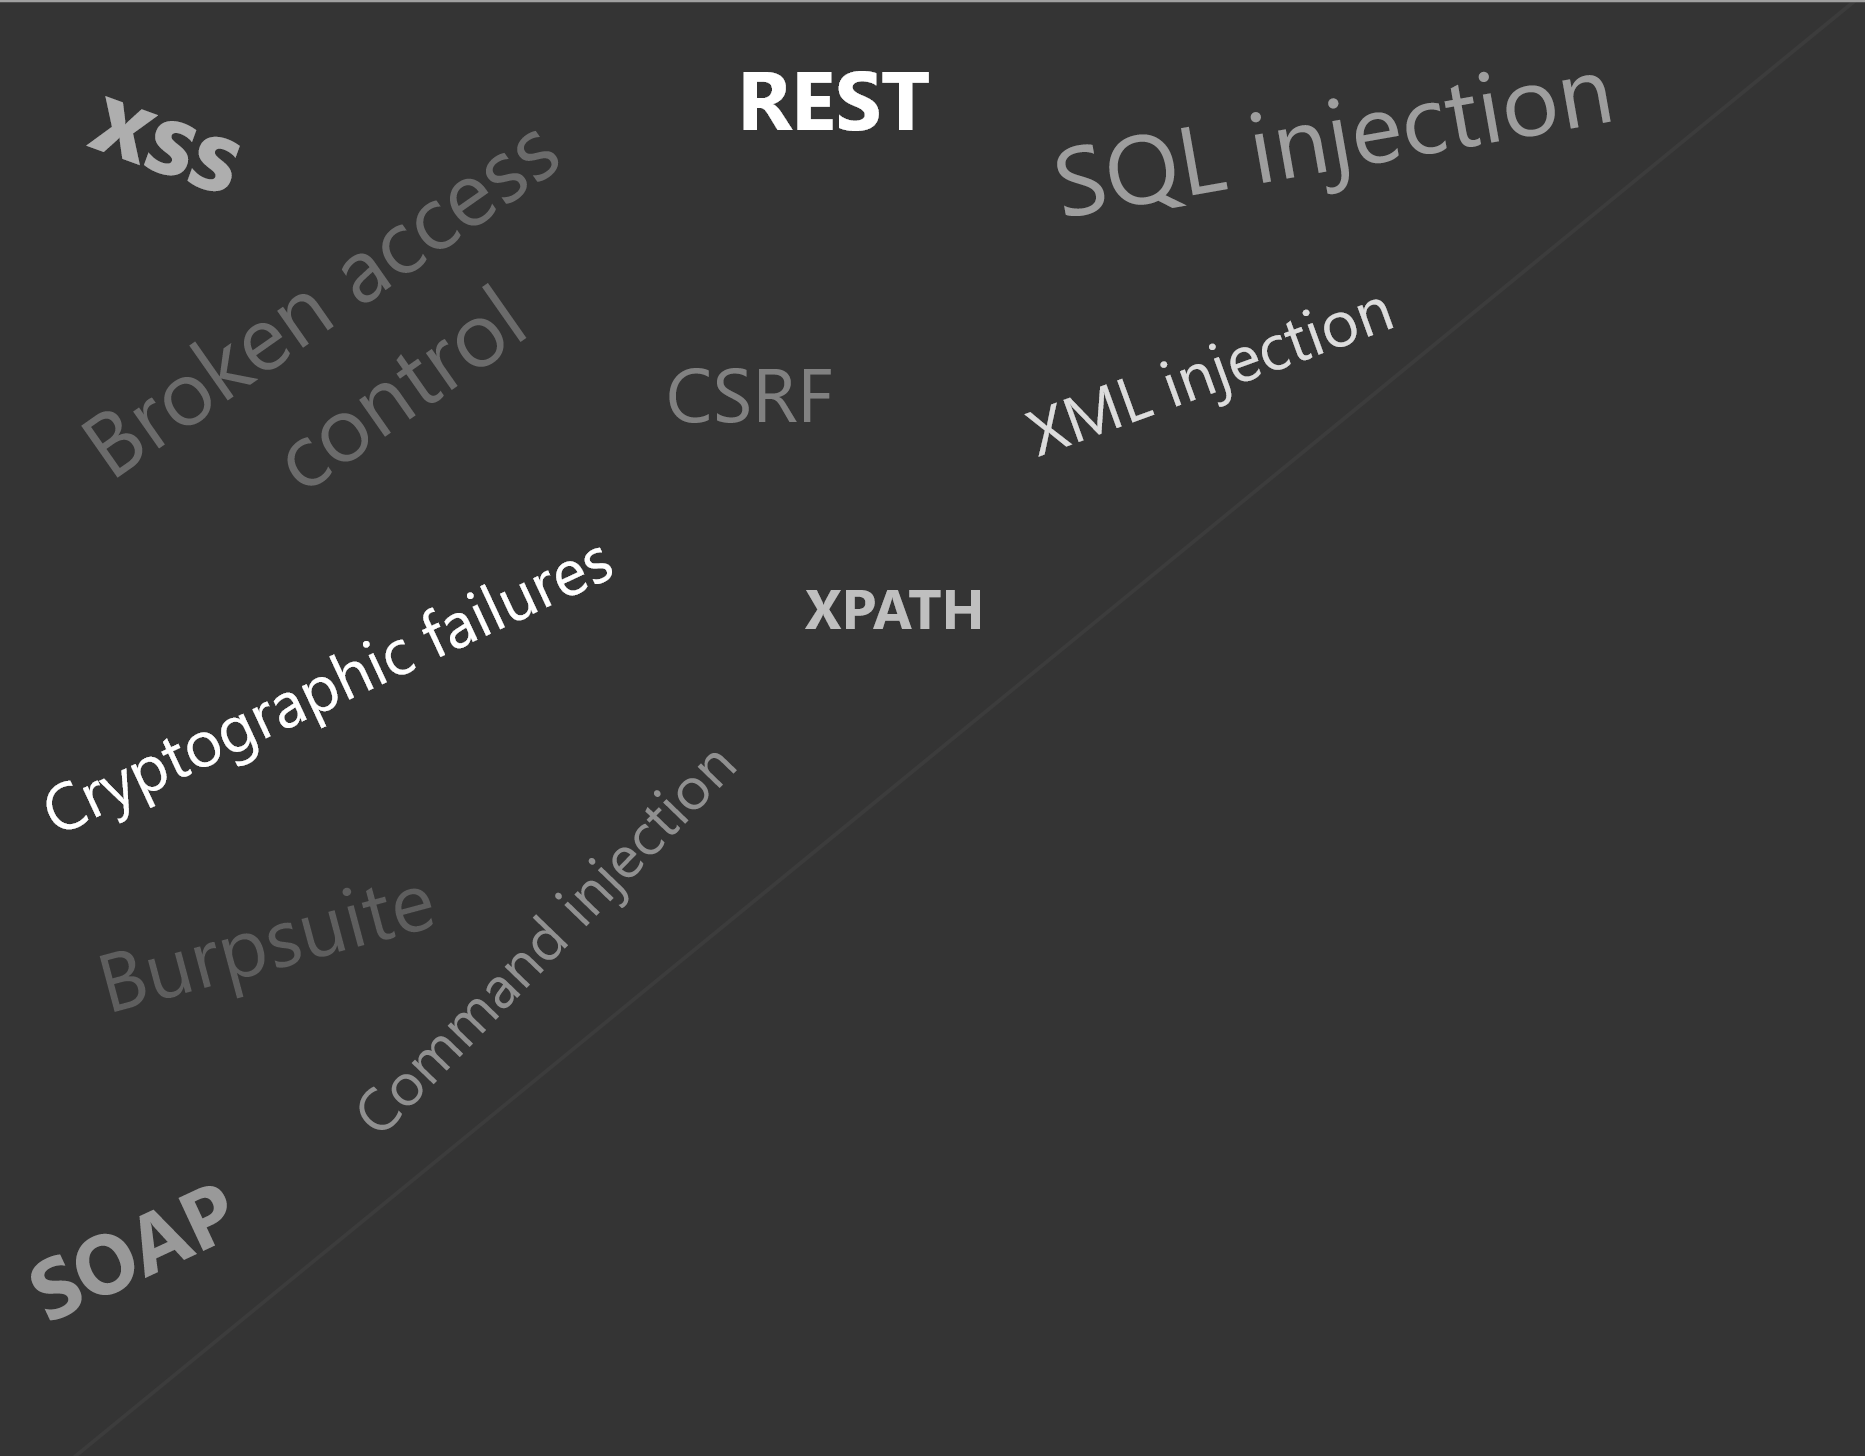 XSS
REST
SQL injection
Broken access
control
CSRF
XML injection
Cryptographic failures
XPATH
Burpsuite
Command injection
SOAP